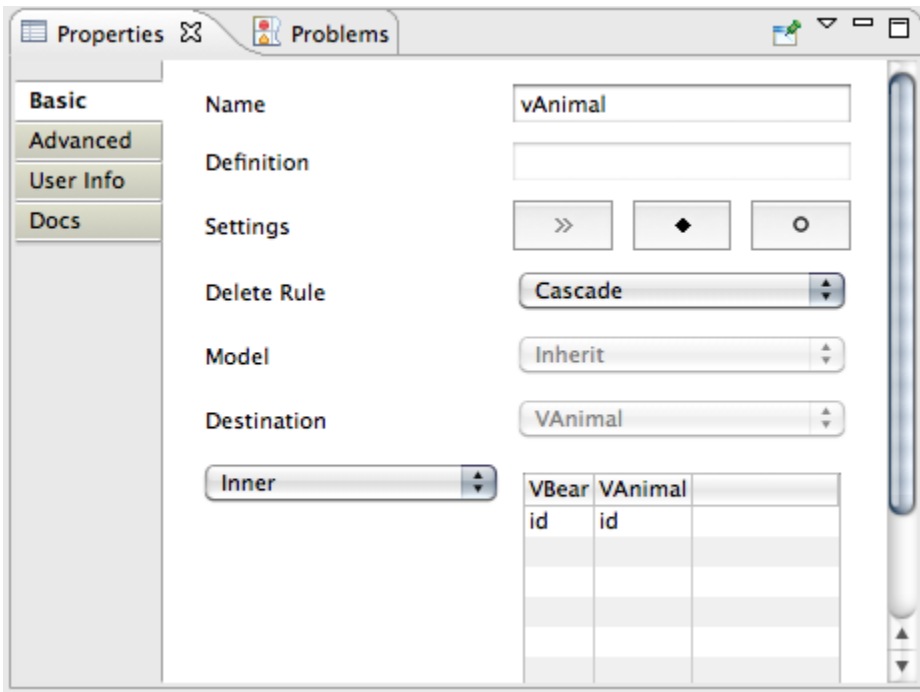 Properties Problems
Basic
Advanced
User Info
Docs
Name vAnimal
Definition
Settings
Delete Rule Cascade
Model Inherit
Destination VAnimal
Inner
VBear VAnimal
id id